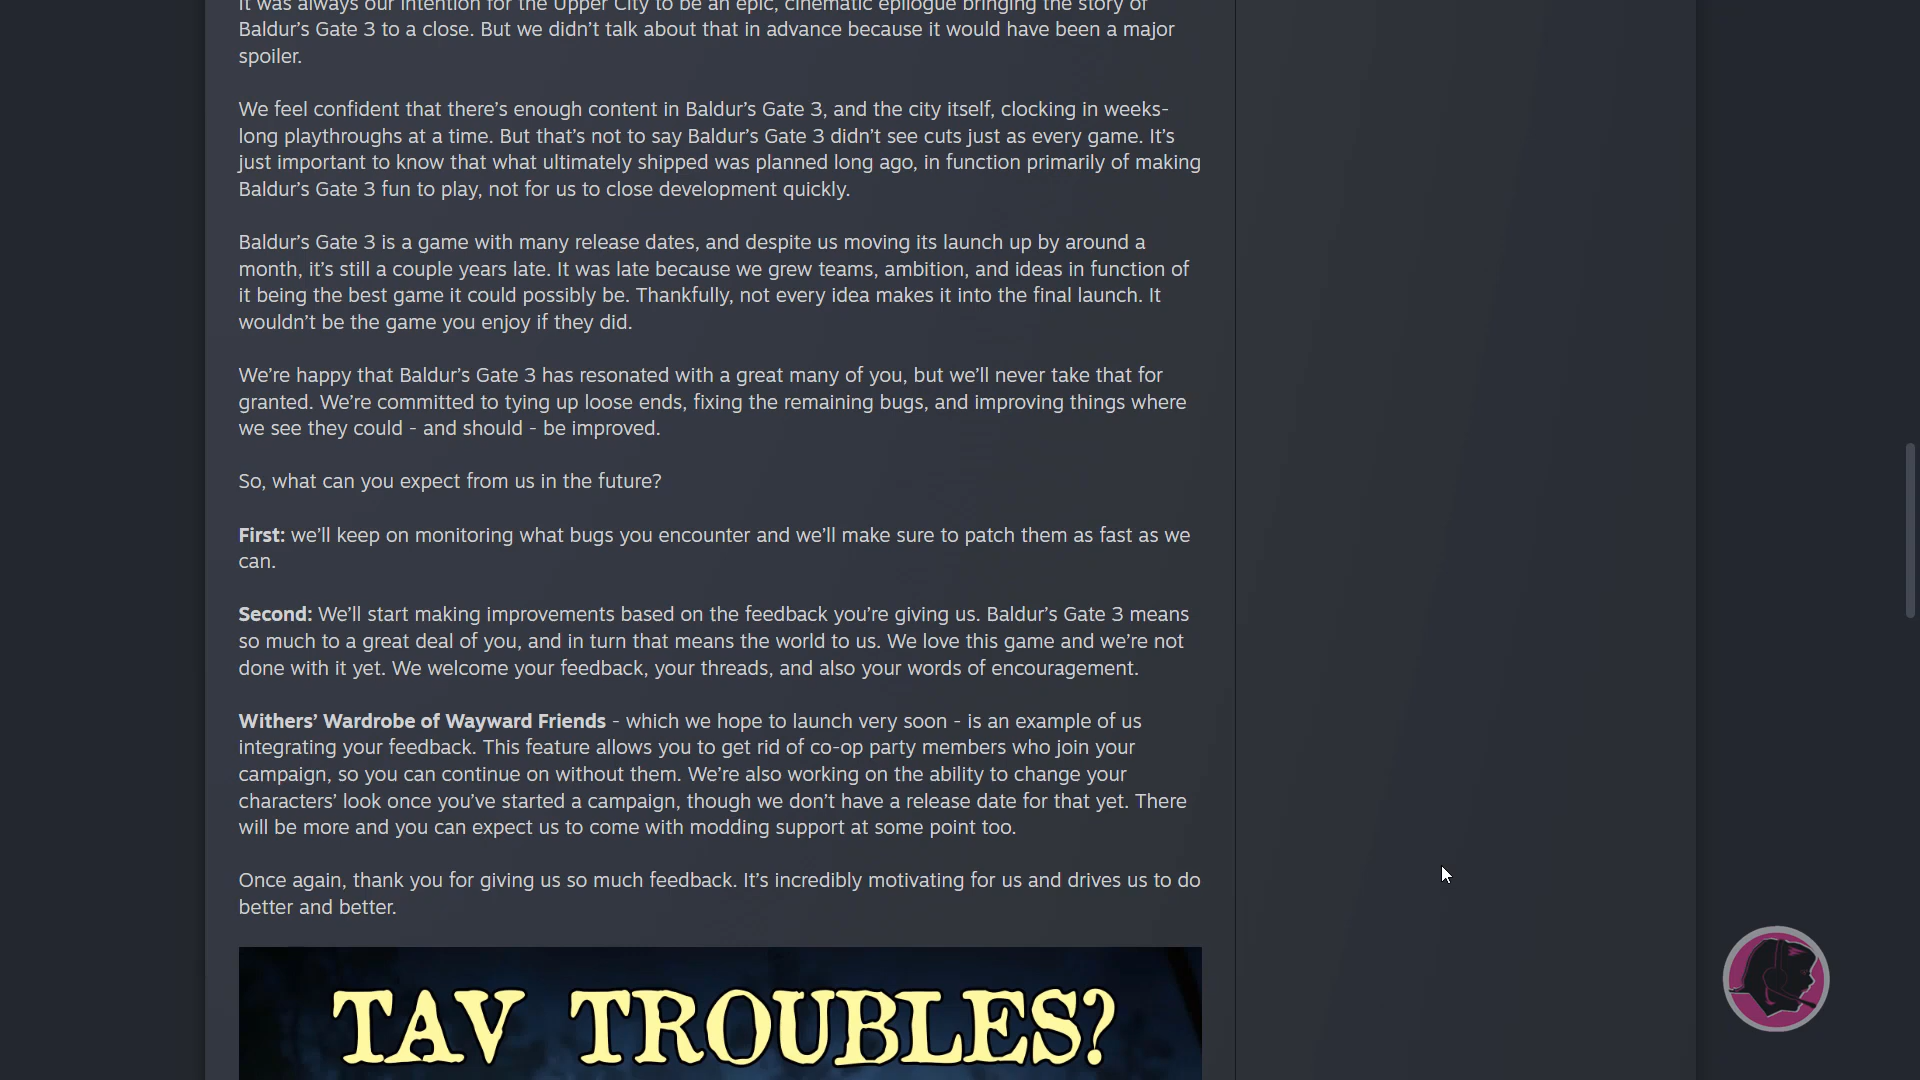 It was always our intention for the Upper City to be an epic, cinematic epilogue bringing the story of
Baldur’s Gate 3 to a close. But we didn’t talk about that in advance because it would have been a major
spoiler.
We feel confident that there’s enough content in Baldur’s Gate 3, and the city itself, clocking in weeks-
long playthroughs at a time. But that’s not to say Baldur’s Gate 3 didn’t see cuts just as every game. It’s
just important to know that what ultimately shipped was planned long ago, in function primarily of making
Baldur’s Gate 3 fun to play, not for us to close development quickly.
Baldur’s Gate 3 is a game with many release dates, and despite us moving its launch up by around a
month, it’s still a couple years late. It was late because we grew teams, ambition, and ideas in function of
it being the best game it could possibly be. Thankfully, not every idea makes it into the final launch. It
wouldn’t be the game you enjoy if they did.
We’re happy that Baldur’s Gate 3 has resonated with a great many of you, but we’ll never take that for
granted. We’re committed to tying up loose ends, fixing the remaining bugs, and improving things where
we see they could - and should - be improved.
So, what can you expect from us in the future?
First: we’ll keep on monitoring what bugs you encounter and we’ll make sure to patch them as fast as we
can.
Second: We’ll start making improvements based on the feedback you’re giving us. Baldur’s Gate 3 means
so much to a great deal of you, and in turn that means the world to us. We love this game and we’re not
done with it yet. We welcome your feedback, your threads, and also your words of encouragement.
Withers’ Wardrobe of Wayward Friends - which we hope to launch very soon - is an example of us
integrating your feedback. This feature allows you to get rid of co-op party members who join your
campaign, so you can continue on without them. We’re also working on the ability to change your
characters’ look once you’ve started a campaign, though we don’t have a release date for that yet. There
will be more and you can expect us to come with modding support at some point too.
Once again, thank you for giving us so much feedback. It’s incredibly motivating for us and drives us to do
better and better.
TAV TROUBLES?